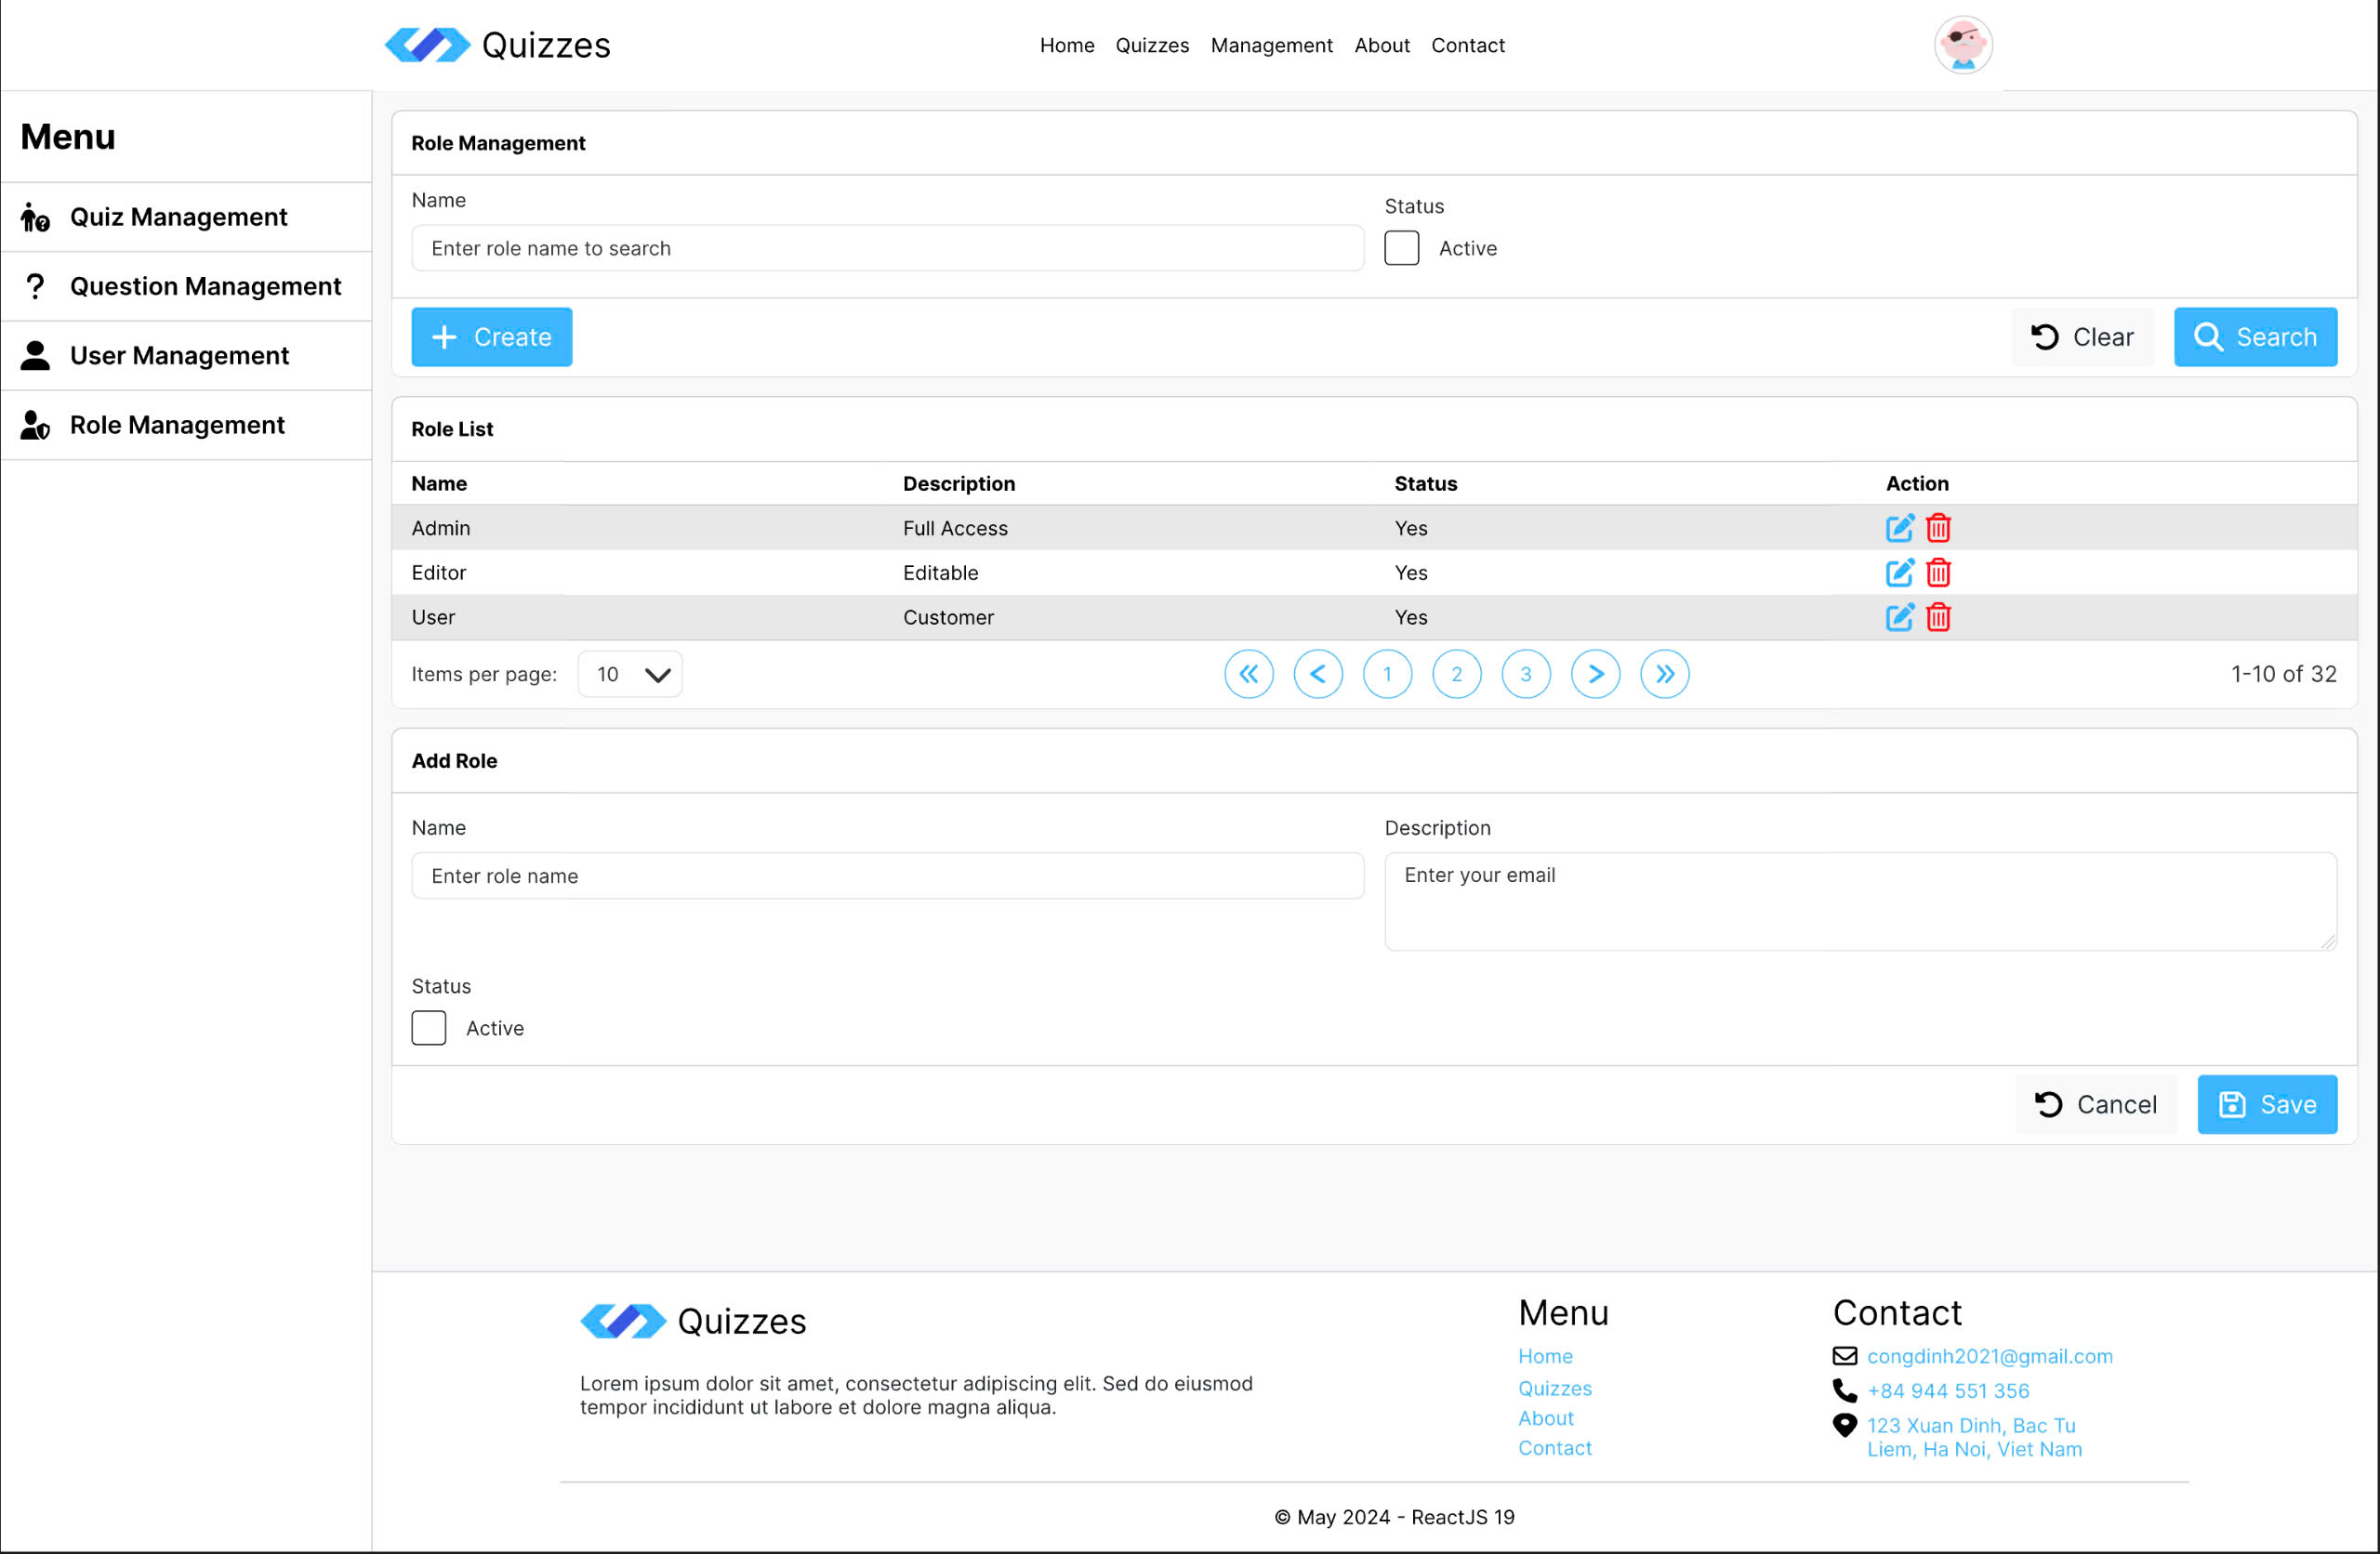 Quizzes
Home Quizzes Management About Contact
Menu
Quiz Management
Question Management
User Management
Role Management
Role Management
Name
Enter role name to search
Status
Active
Create
Clear
Search
Role List
Name Description Status Action
Admin Full Access Yes
Editor Editable Yes
User Customer Yes
Items per page: 10 1 2 3 1-10 of 32
Add Role
Name
Enter role name
Description
Enter your email
Status
Active
Cancel
Save
Quizzes
Lorem ipsum dolor sit amet, consectetur adipiscing elit. Sed do eiusmod
tempor incididunt ut labore et dolore magna aliqua.
Menu
Home
Quizzes
About
Contact
Contact
congdinh2021@gmail.com
+84 944 551 356
123 Xuan Dinh, Bac Tu
Liem, Ha Noi, Viet Nam
© May 2024 - ReactJS 19